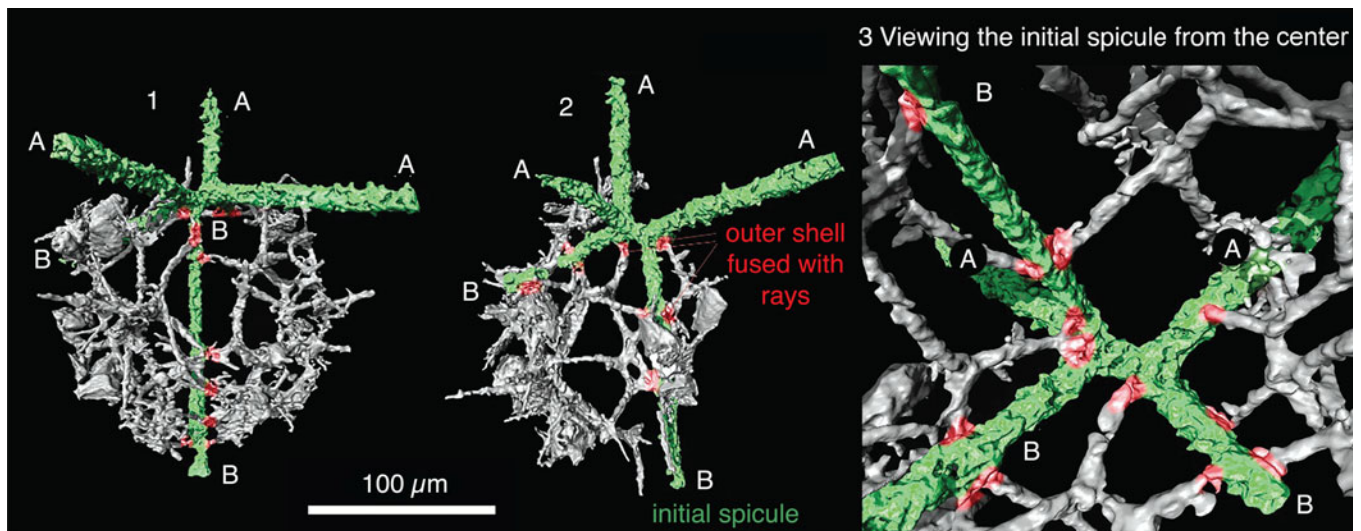 1
A
A
A
B
B
B
100 µm
2
A
A
A
B
B
outer shell
fused with
rays
initial spicule
3 Viewing the initial spicule from the center
B
A
A
B
B